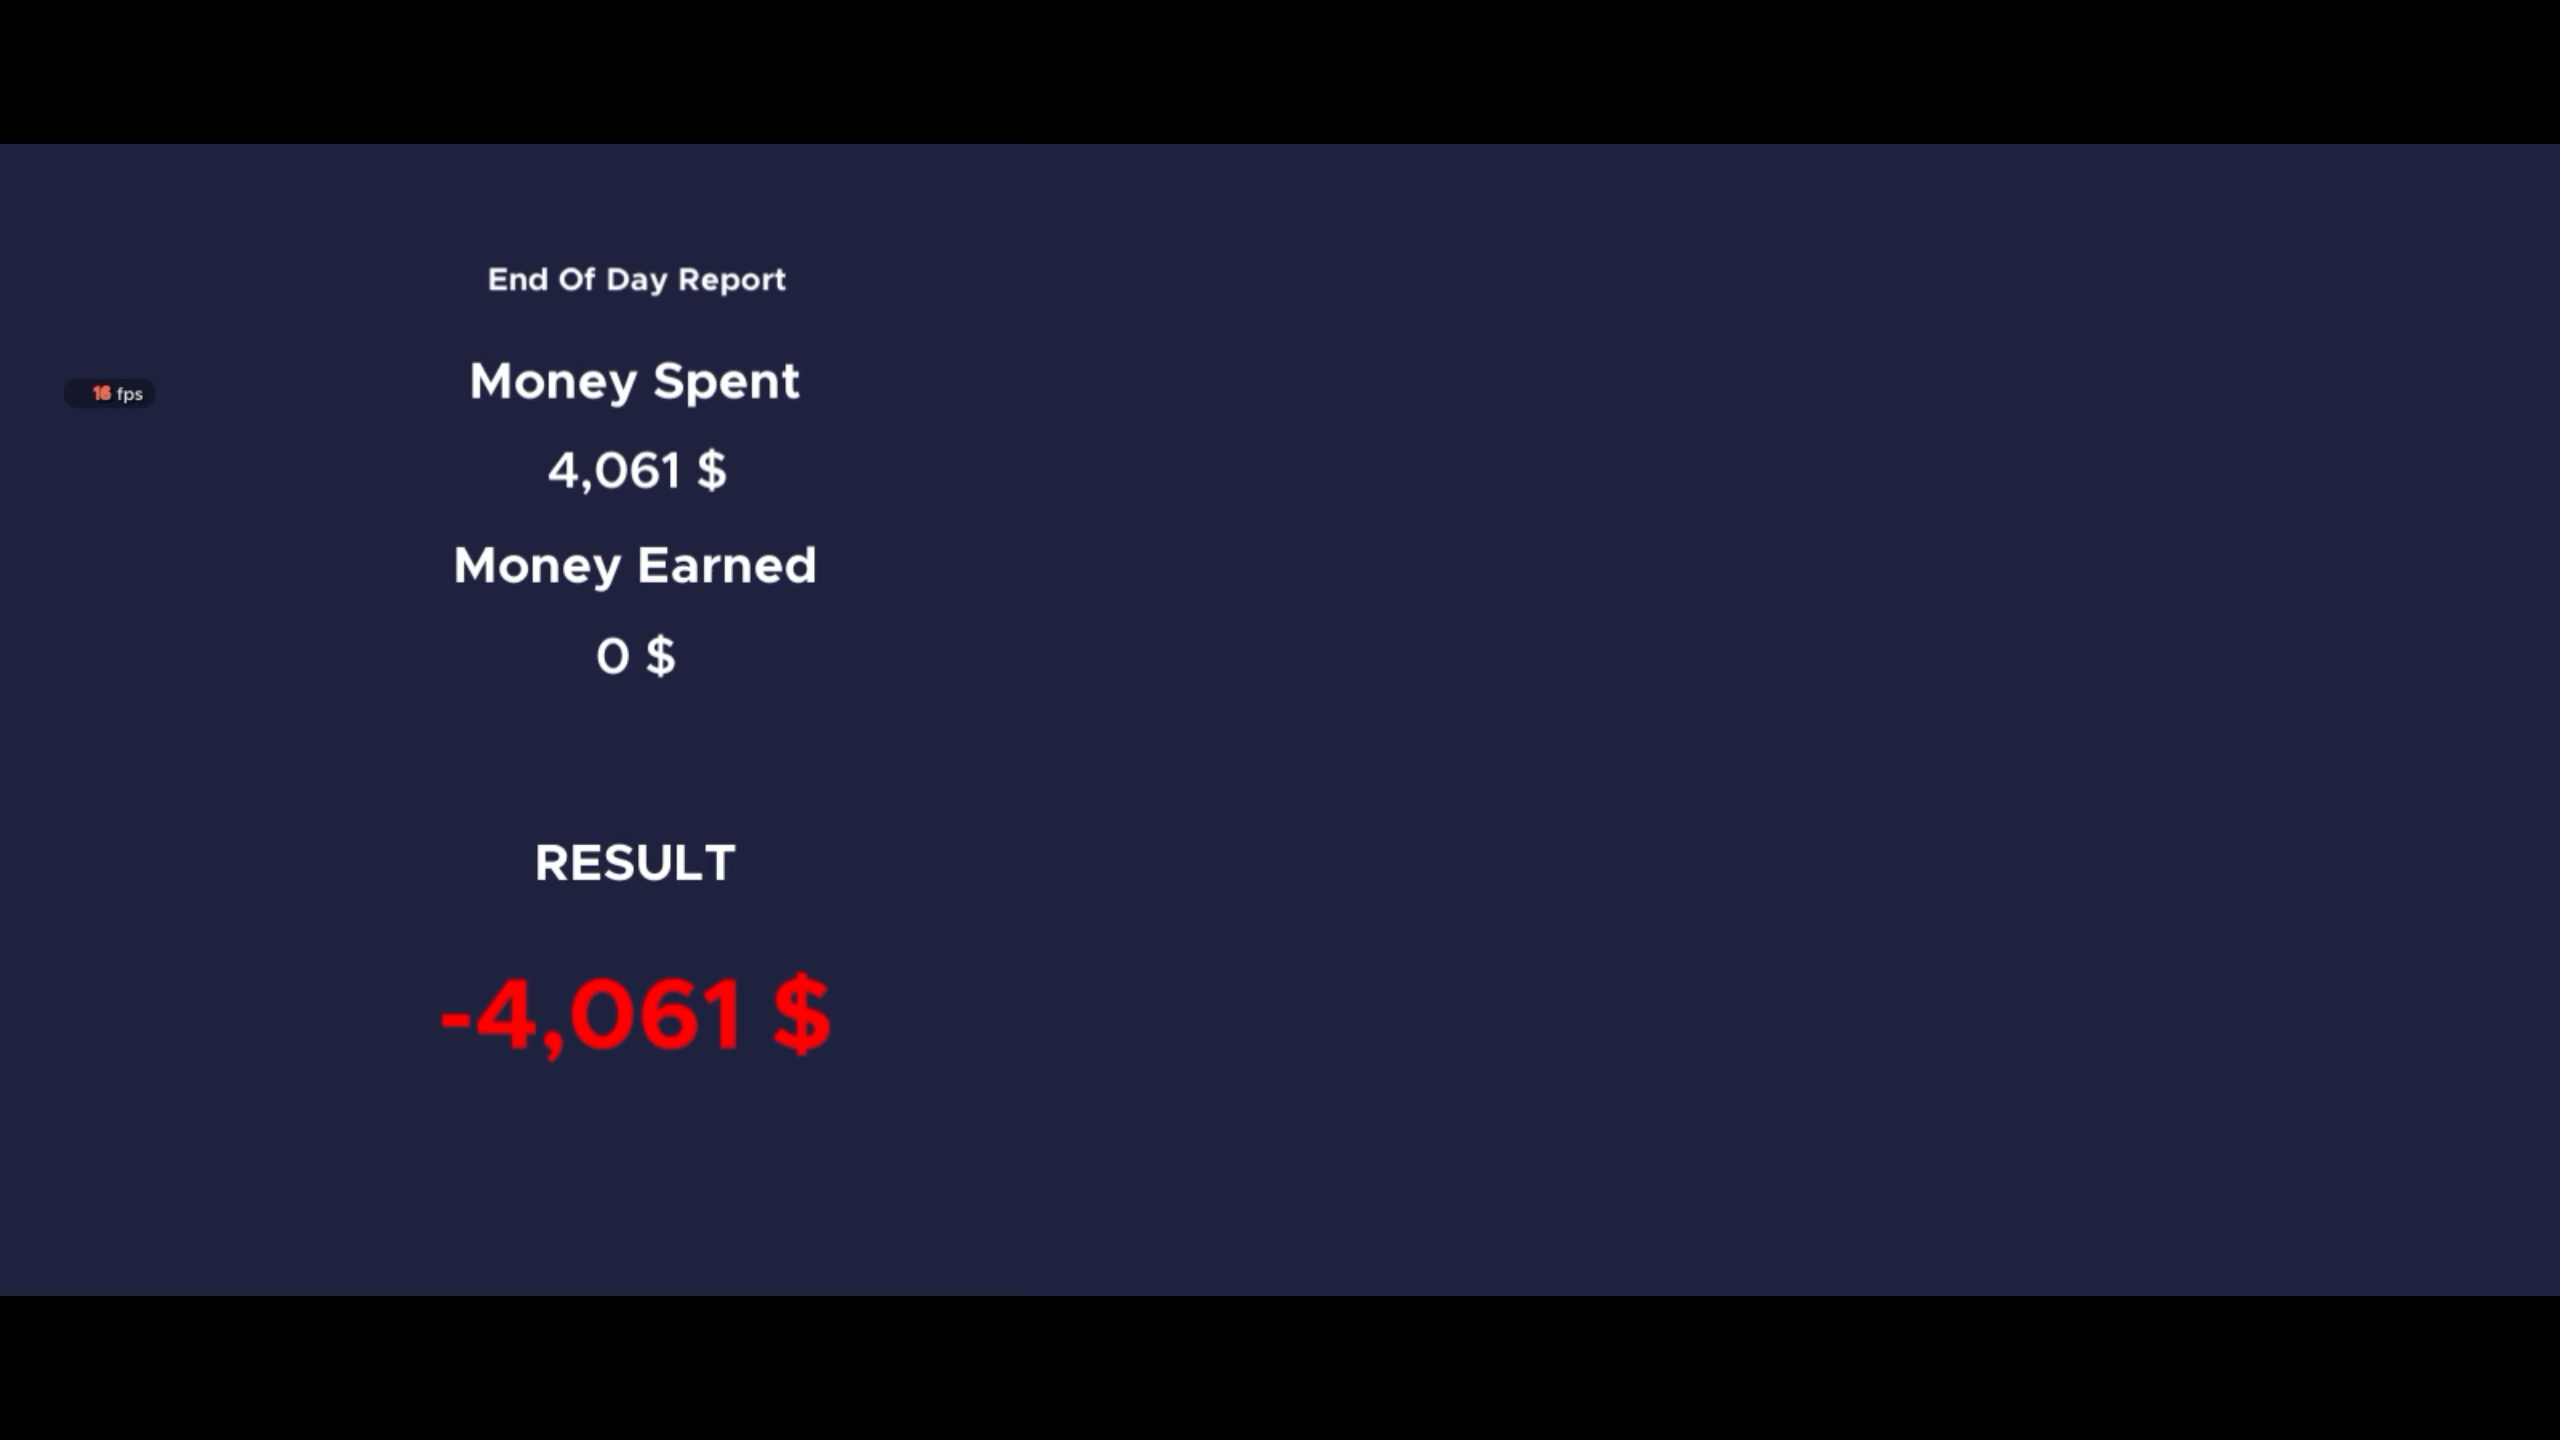 End Of Day Report
Money Spent
16 fps
4,061 $
Money Earned
0 $
RESULT
-4,061 $